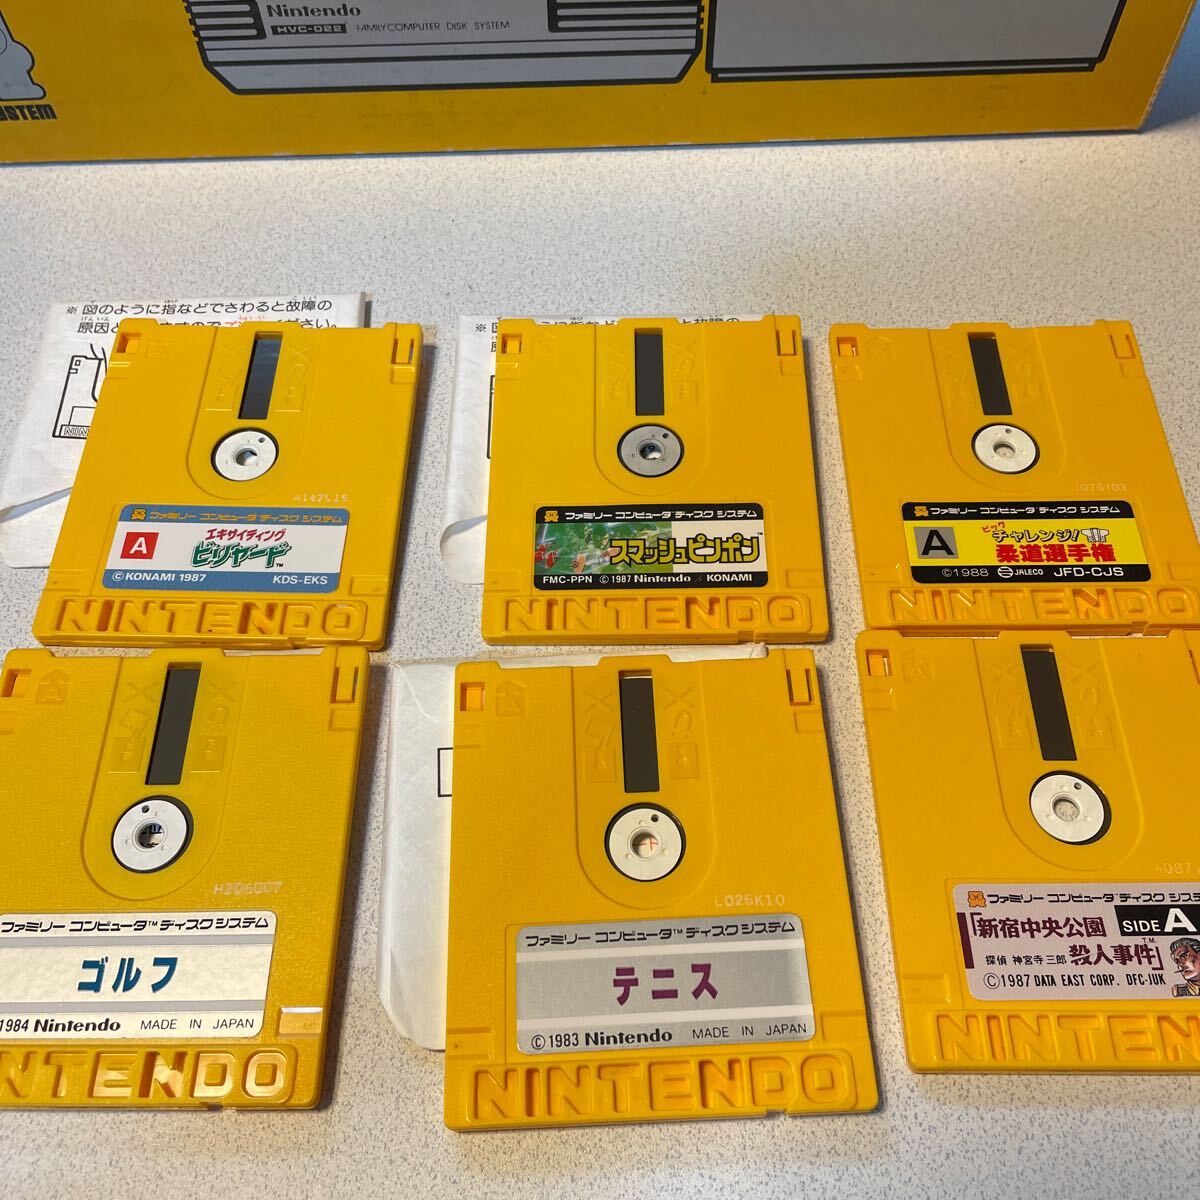 Nintendo
HVC-022 FAMILY COMPUTER DISK SYSTEM
※図のように指などでさわると故障の
A147L15
ファミリー コンピュータ ディスク システム
A
エキサイティング
ビリヤード™
© KONAMI 1987 KDS-EKS
NINTENDO
ファミリー コンピュータ ディスク システム
スマッシュピンポン™
FMC-PPN © 1987 Nintendo / KONAMI
NINTENDO
J076103
ファミリー コンピュータ ディスク システム
A
ビッグ
チャレンジ!
柔道選手権
©1988 JALECO JFD-CJS
NINTENDO
H206G07
ファミリー コンピュータ™ ディスク システム
ゴルフ
1984 Nintendo MADE IN JAPAN
NINTENDO
L026K10
ファミリー コンピュータ™ ディスク システム
テニス
© 1983 Nintendo MADE IN JAPAN
NINTENDO
A087
ファミリー コンピュータ ディスク システ
「新宿中央公園
SIDE A
探偵 神宮寺三郎 殺人事件」™
©1987 DATA EAST CORP. DFC-IUK
NINTEN